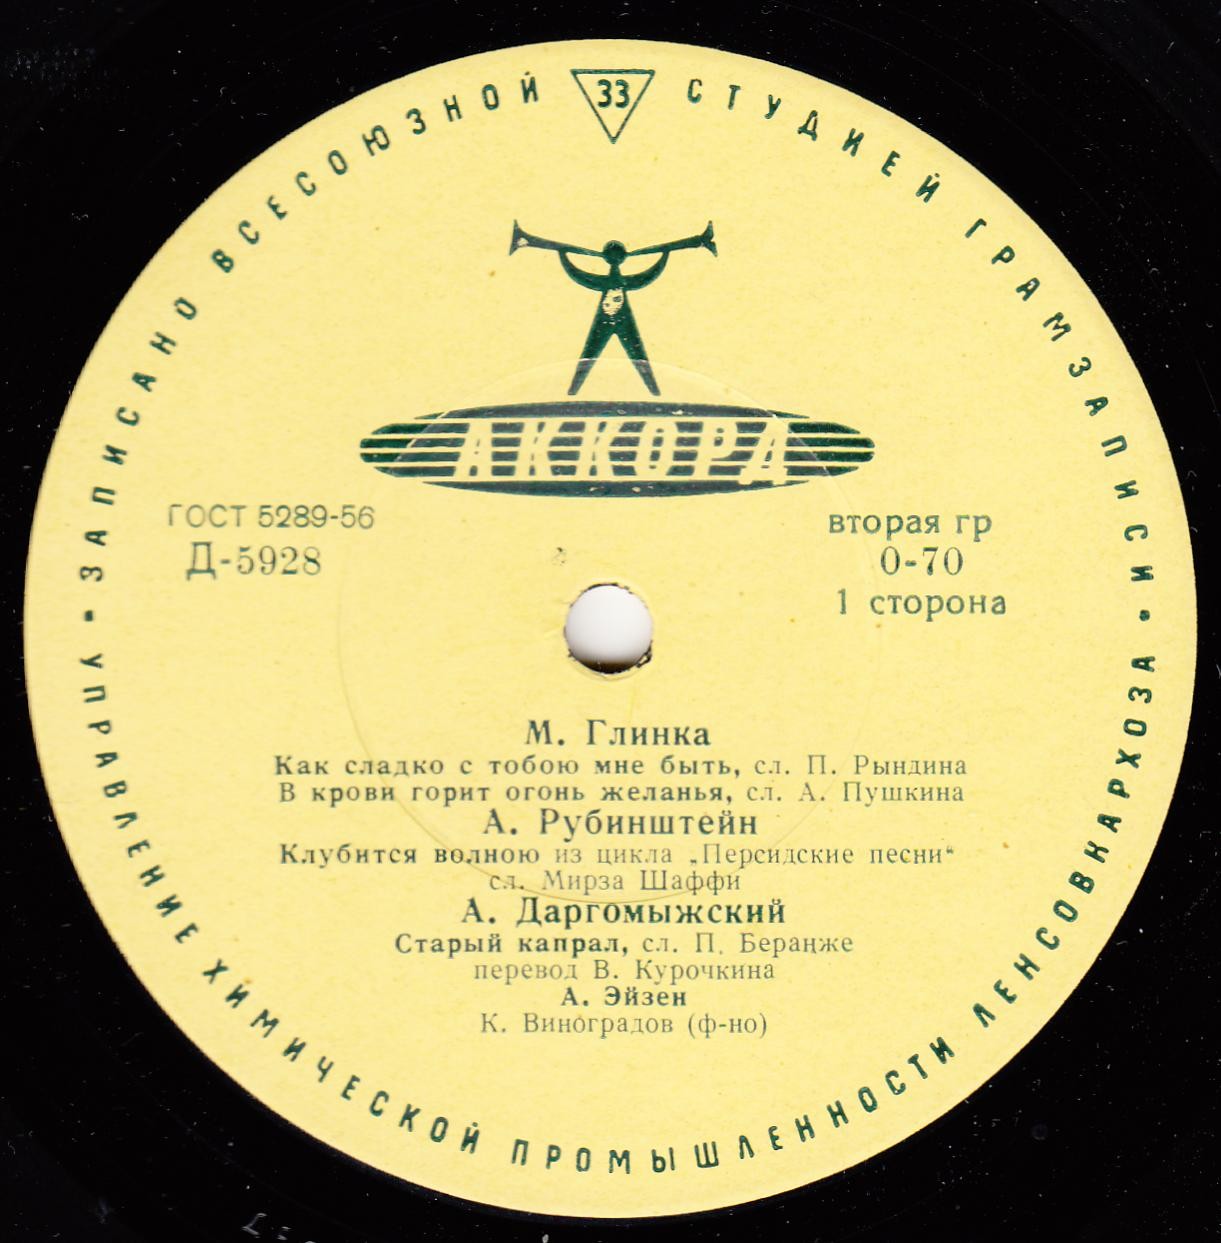 ЗАПИСАНО ВСЕСОЮЗНОЙ СТУДИЕЙ ГРАМЗАПИСИ
33
АККОРД
ГОСТ 5289-56
Д-5928
вторая гр
0-70
1 сторона
М. Глинка
Как сладко с тобою мне быть, сл. П. Рындина
В крови горит огонь желанья, сл. А. Пушкина
А. Рубинштейн
Клубится волною из цикла „Персидские песни“
сл. Мирза Шаффи
А. Даргомыжский
Старый капрал, сл. П. Беранже
перевод В. Курочкина
А. Эйзен
К. Виноградов (ф-но)
УПРАВЛЕНИЕ ХИМИЧЕСКОЙ ПРОМЫШЛЕННОСТИ ЛЕНСОВНАРХОЗА